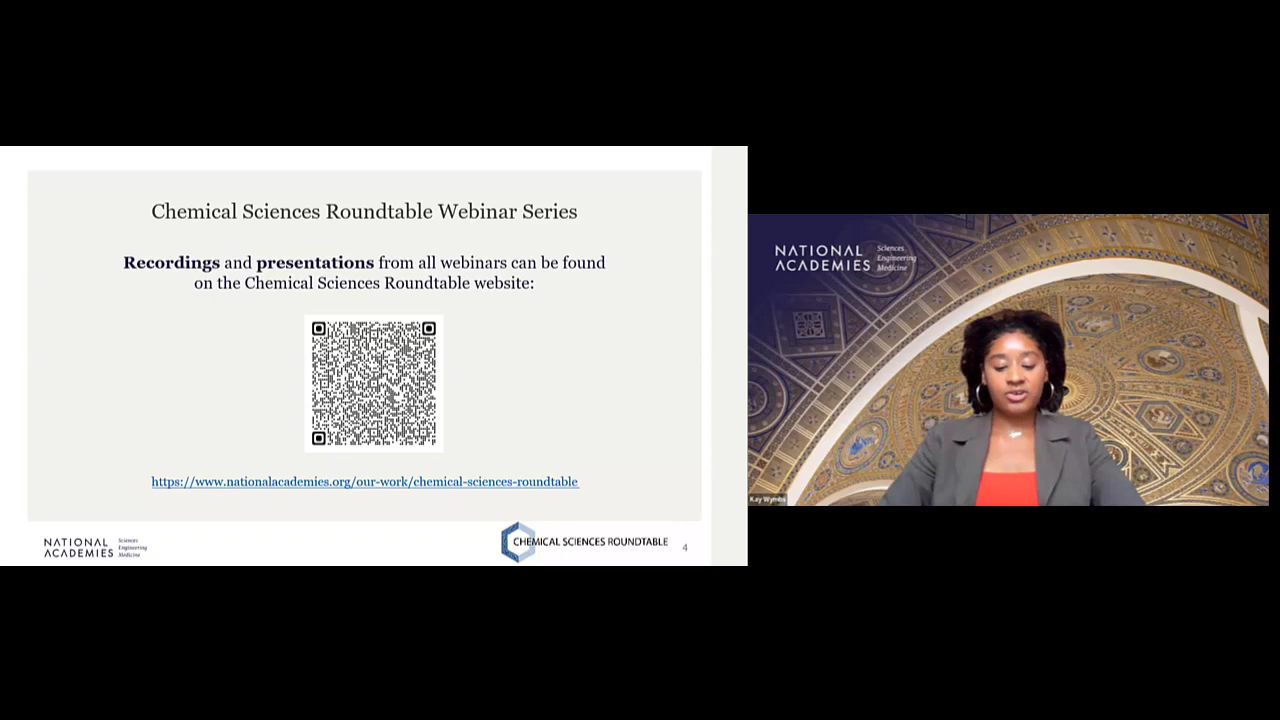 Chemical Sciences Roundtable Webinar Series
Recordings and presentations from all webinars can be found
on the Chemical Sciences Roundtable website:
https://www.nationalacademies.org/our-work/chemical-sciences-roundtable
NATIONAL
ACADEMIES
Sciences
Engineering
Medicine
CHEMICAL SCIENCES ROUNDTABLE
4
NATIONAL
ACADEMIES
Sciences
Engineering
Medicine
Kay Wymbs